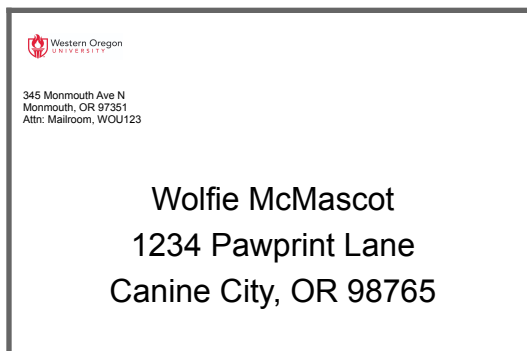 Western Oregon
UNIVERSITY
345 Monmouth Ave N
Monmouth, OR 97351
Attn: Mailroom, WOU123
Wolfie McMascot
1234 Pawprint Lane
Canine City, OR 98765